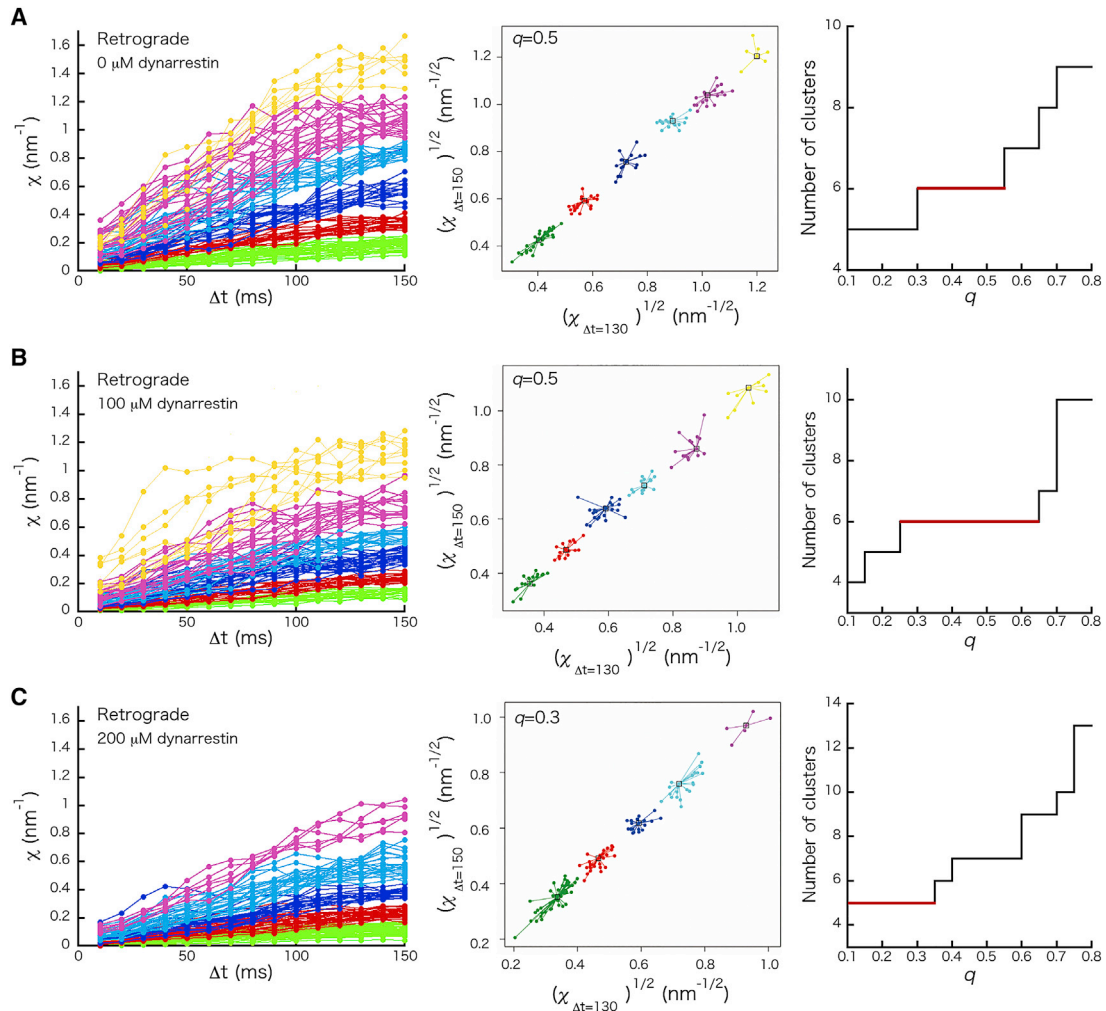 A
Retrograde
0 μM dynarrestin
χ (nm-1)
1.6
1.4
1.2
1
0.8
0.6
0.4
0.2
0
50
100
150
Δt (ms)
q=0.5
(χ Δt=150 )1/2 (nm-1/2)
1.2
1.0
0.8
0.6
0.4
0.4
0.6
0.8
1.0
1.2
(χ Δt=130 )1/2 (nm-1/2)
Number of clusters
10
8
6
4
0.1 0.2 0.3 0.4 0.5 0.6 0.7 0.8
q
B
Retrograde
100 μM dynarrestin
χ (nm-1)
1.6
1.4
1.2
1
0.8
0.6
0.4
0.2
0
50
100
150
Δt (ms)
q=0.5
(χ Δt=150 )1/2 (nm-1/2)
1.0
0.8
0.6
0.4
0.4
0.6
0.8
1.0
(χ Δt=130 )1/2 (nm-1/2)
Number of clusters
10
8
6
4
0.1 0.2 0.3 0.4 0.5 0.6 0.7 0.8
q
C
Retrograde
200 μM dynarrestin
χ (nm-1)
1.6
1.4
1.2
1
0.8
0.6
0.4
0.2
0
50
100
150
Δt (ms)
q=0.3
(χ Δt=150 )1/2 (nm-1/2)
1.0
0.8
0.6
0.4
0.2
0.2
0.4
0.6
0.8
1.0
(χ Δt=130 )1/2 (nm-1/2)
Number of clusters
14
12
10
8
6
4
0.1 0.2 0.3 0.4 0.5 0.6 0.7 0.8
q